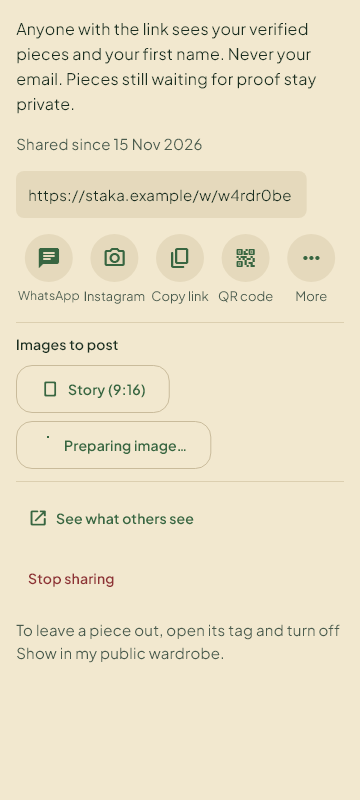 Anyone with the link sees your verified
pieces and your first name. Never your
email. Pieces still waiting for proof stay
private.
Shared since 15 Nov 2026
https://staka.example/w/w4rdr0be
WhatsApp Instagram Copy link QR code More
Images to post
Story (9:16)
Preparing image…
See what others see
Stop sharing
To leave a piece out, open its tag and turn off
Show in my public wardrobe.